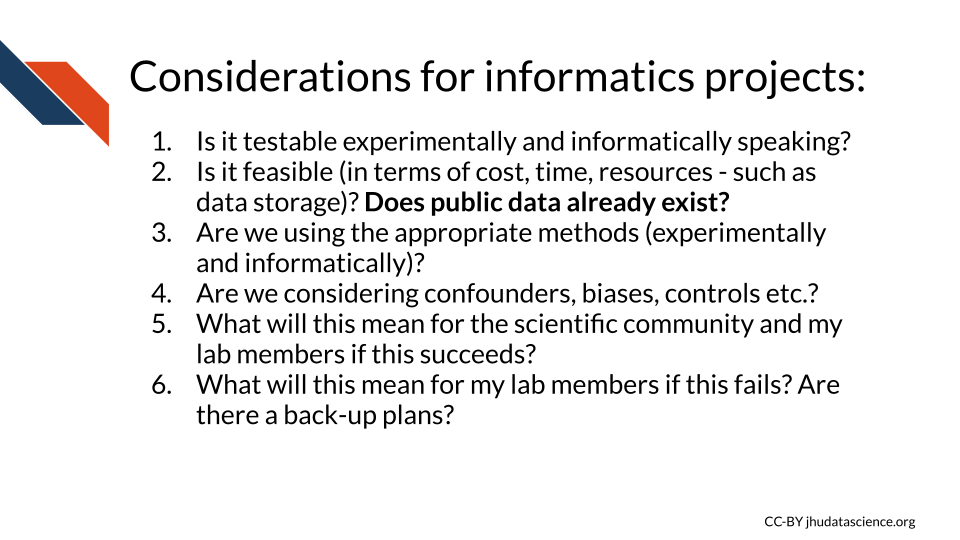 Considerations for informatics projects:
1. Is it testable experimentally and informatically speaking?
2. Is it feasible (in terms of cost, time, resources - such as
data storage)? Does public data already exist?
3. Are we using the appropriate methods (experimentally
and informatically)?
4. Are we considering confounders, biases, controls etc.?
5. What will this mean for the scientific community and my
lab members if this succeeds?
6. What will this mean for my lab members if this fails? Are
there a back-up plans?
CC-BY jhudatascience.org